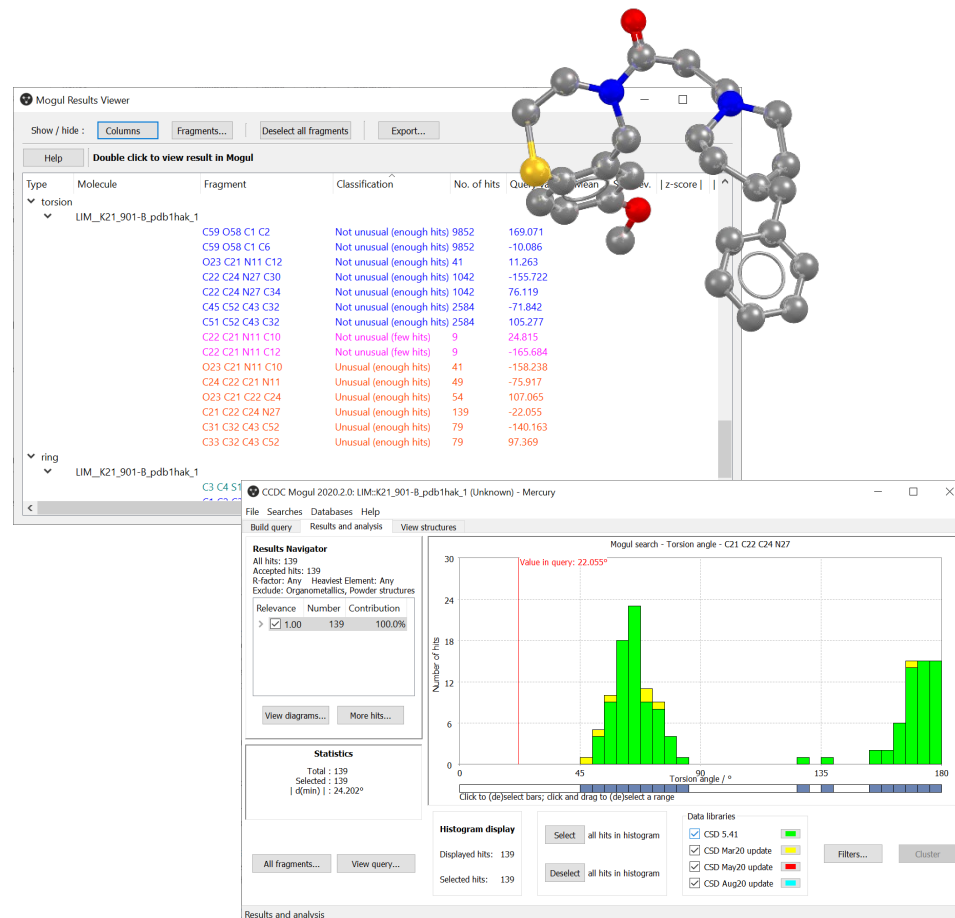 Mogul Results Viewer
Show / hide : Columns Fragments... Deselect all fragments Export...
Help Double click to view result in Mogul
Type Molecule Fragment Classification No. of hits Mean | z-score | |
torsion
LIM__K21_901-B_pdb1hak_1
C59 O58 C1 C2 Not unusual (enough hits) 9852 169.071
C59 O58 C1 C6 Not unusual (enough hits) 9852 -10.086
O23 C21 N11 C12 Not unusual (enough hits) 41 11.263
C22 C24 N27 C30 Not unusual (enough hits) 1042 -155.722
C22 C24 N27 C34 Not unusual (enough hits) 1042 76.119
C45 C52 C43 C32 Not unusual (enough hits) 2584 -71.842
C51 C52 C43 C32 Not unusual (enough hits) 2584 105.277
C22 C21 N11 C10 Not unusual (few hits) 9 24.815
C22 C21 N11 C12 Not unusual (few hits) 9 -165.684
O23 C21 N11 C10 Unusual (enough hits) 41 -158.238
C24 C22 C21 N11 Unusual (enough hits) 49 -75.917
O23 C21 C22 C24 Unusual (enough hits) 54 107.065
C21 C22 C24 N27 Unusual (enough hits) 139 -22.055
C31 C32 C43 C52 Unusual (enough hits) 79 -140.163
C33 C32 C43 C52 Unusual (enough hits) 79 97.369
ring
LIM__K21_901-B_pdb1hak_1
C3 C4
CCDC Mogul 2020.2.0: LIM::K21_901-B_pdb1hak_1 (Unknown) - Mercury
File Searches Databases Help
Build query Results and analysis View structures
Results Navigator
All hits: 139
Accepted hits: 139
R-factor: Any Heaviest Element: Any
Exclude: Organometallics, Powder structures
Relevance Number Contribution
1.00 139 100.0%
View diagrams... More hits...
Statistics
Total : 139
Selected : 139
| d(min) | : 24.202°
All fragments... View query...
Mogul search - Torsion angle - C21 C22 C24 N27
Value in query: 22.055°
Number of hits
30
24
18
12
6
0
0 45 90 135 180
Torsion angle / °
Click to (de)select bars; click and drag to (de)select a range
Histogram display
Displayed hits: 139
Selected hits: 139
Select all hits in histogram
Deselect all hits in histogram
Data libraries
CSD 5.41
CSD Mar20 update
CSD May20 update
CSD Aug20 update
Filters... Cluster
Results and analysis